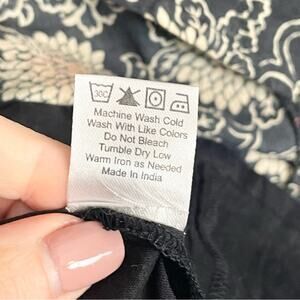 30C
Machine Wash Cold
Wash With Like Colors
Do Not Bleach
Tumble Dry Low
Warm Iron as Needed
Made In India